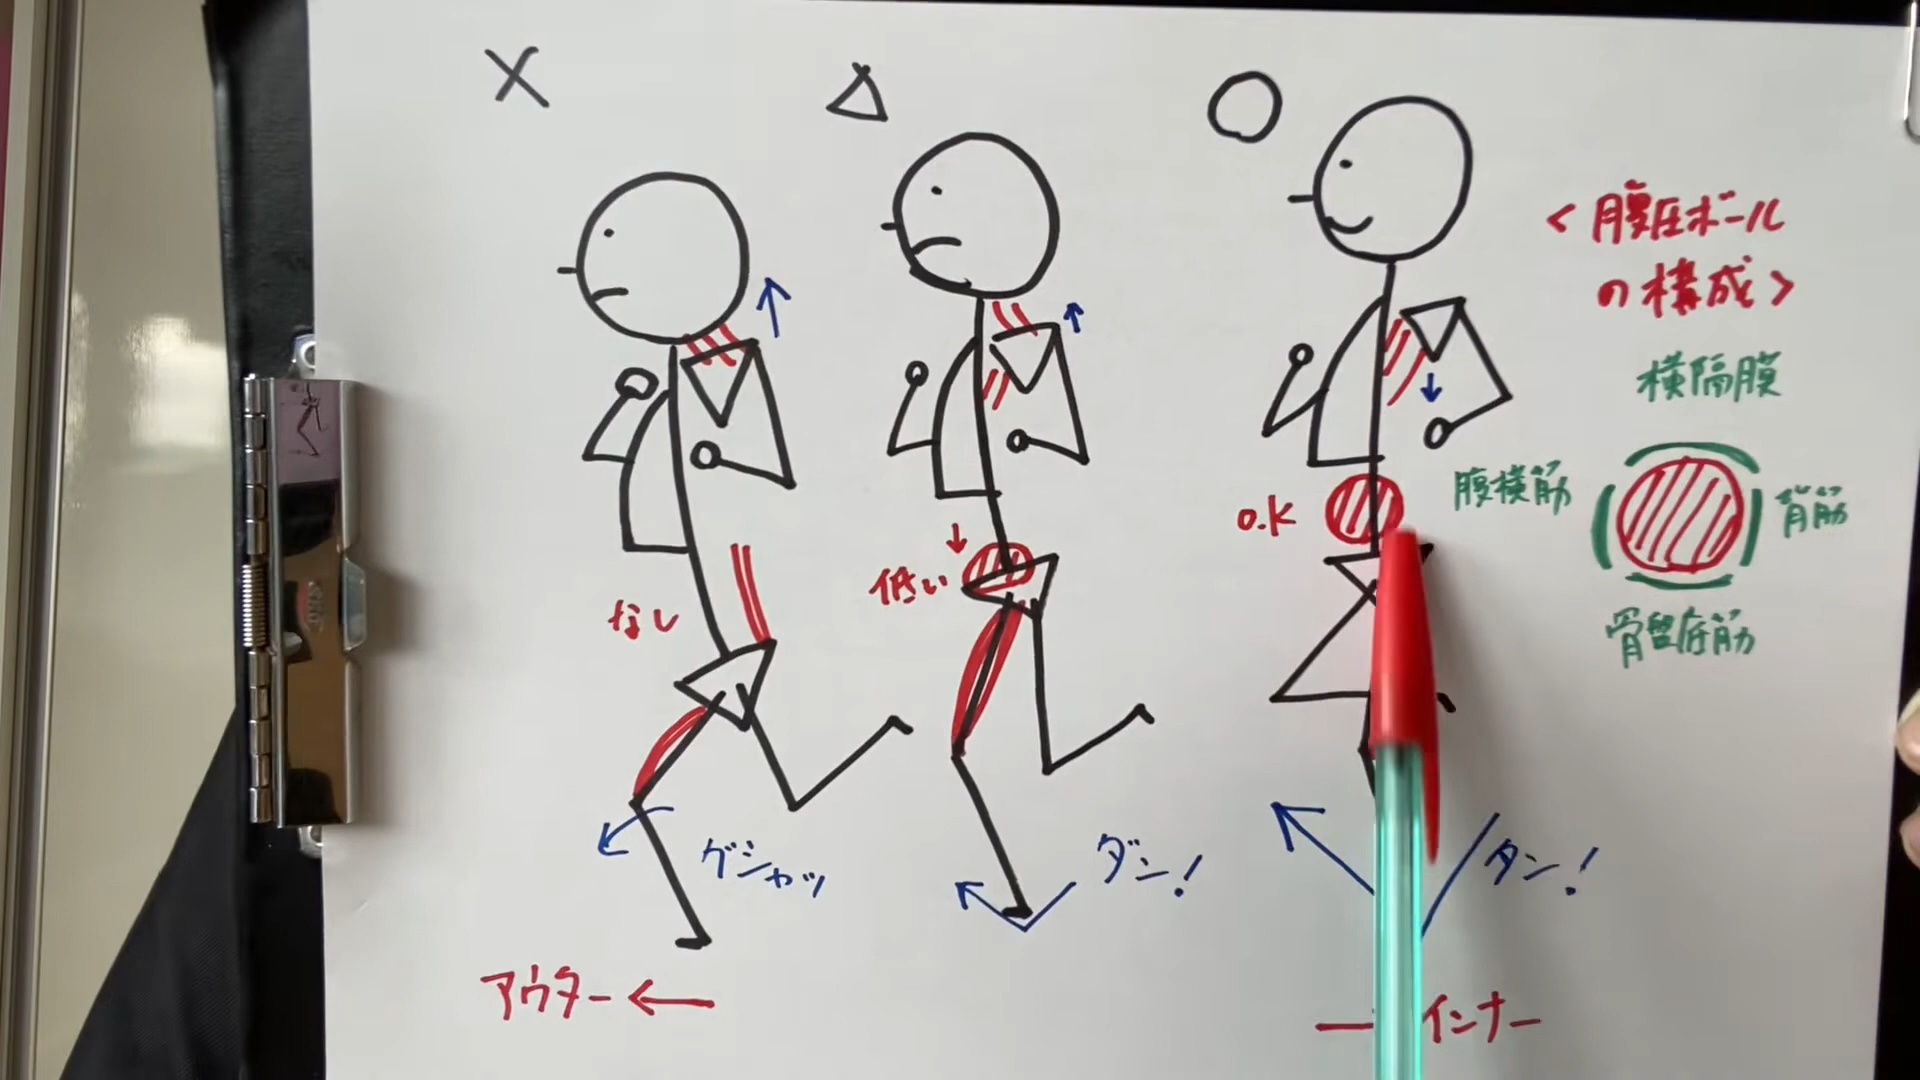 × △ ○
<腹圧ボール
の構成>
横隔膜
腹横筋
背筋
骨盤底筋
O.K
低い
なし
ゲシャッ
ダン!
タン!
アウター ←
インナー